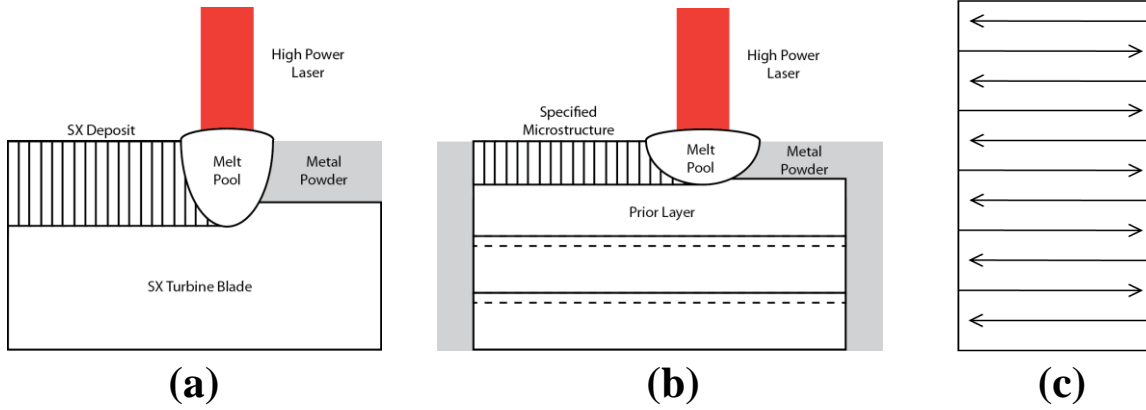 High Power
Laser
SX Deposit
Melt
Pool
Metal
Powder
SX Turbine Blade
(a)
High Power
Laser
Specified
Microstructure
Melt
Pool
Metal
Powder
Prior Layer
(b)
(c)